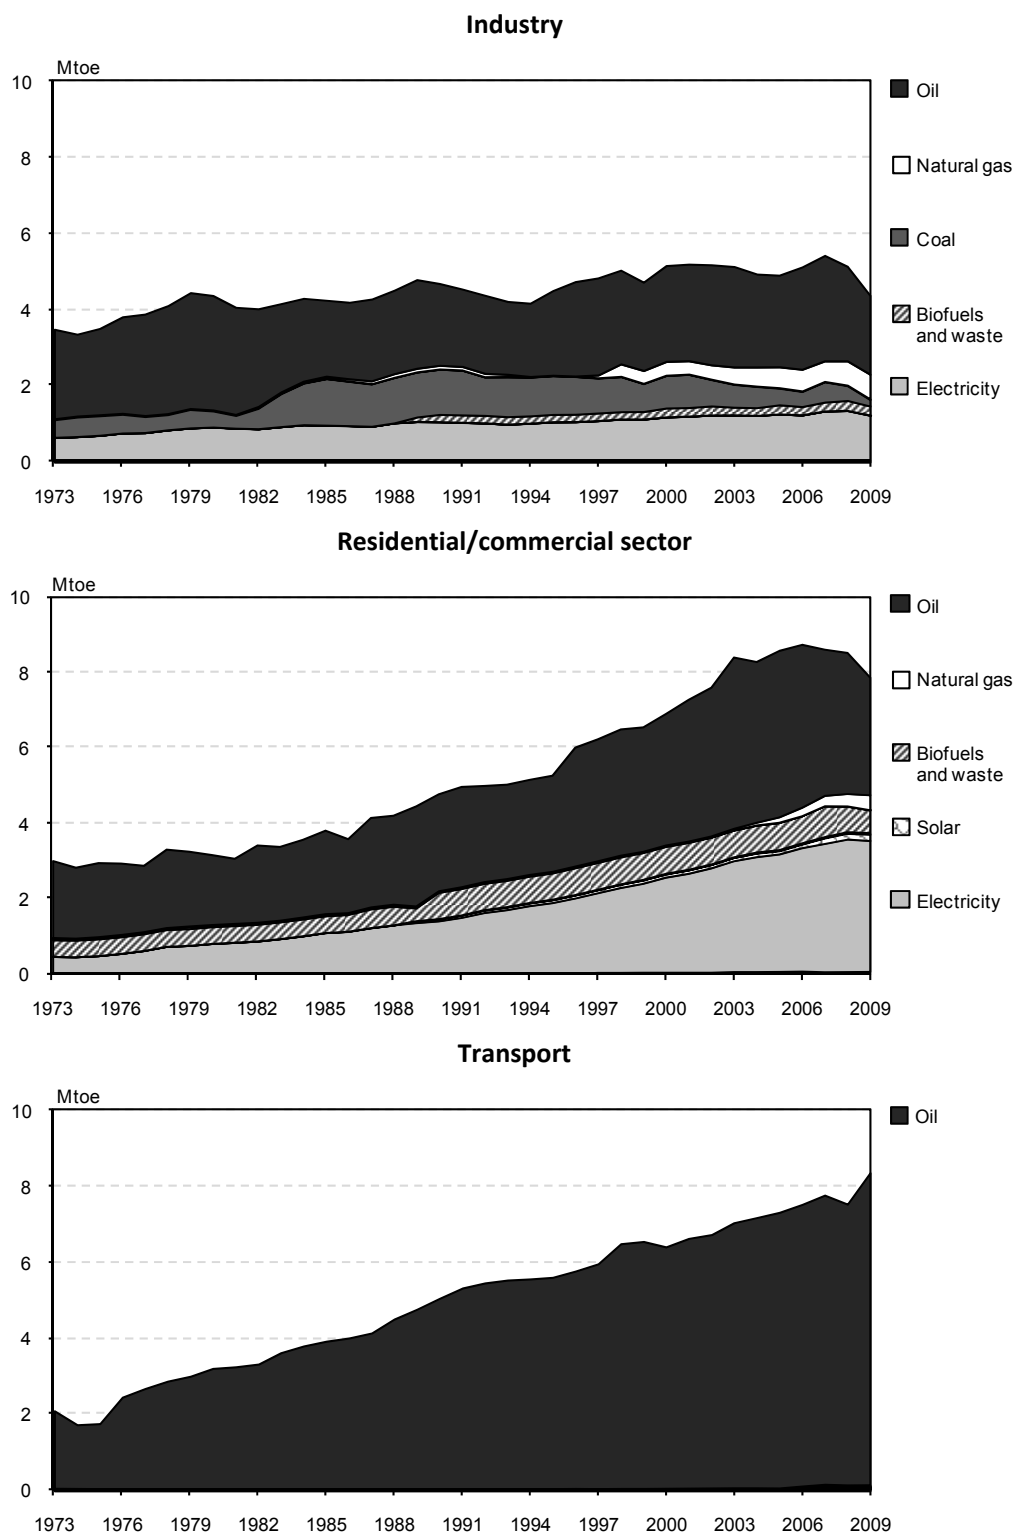 Industry
Mtoe
10
8
6
4
2
0
1973 1976 1979 1982 1985 1988 1991 1994 1997 2000 2003 2006 2009
Oil
Natural gas
Coal
Biofuels
and waste
Electricity
Residential/commercial sector
Mtoe
10
8
6
4
2
0
1973 1976 1979 1982 1985 1988 1991 1994 1997 2000 2003 2006 2009
Oil
Natural gas
Biofuels
and waste
Solar
Electricity
Transport
Mtoe
10
8
6
4
2
0
1973 1976 1979 1982 1985 1988 1991 1994 1997 2000 2003 2006 2009
Oil